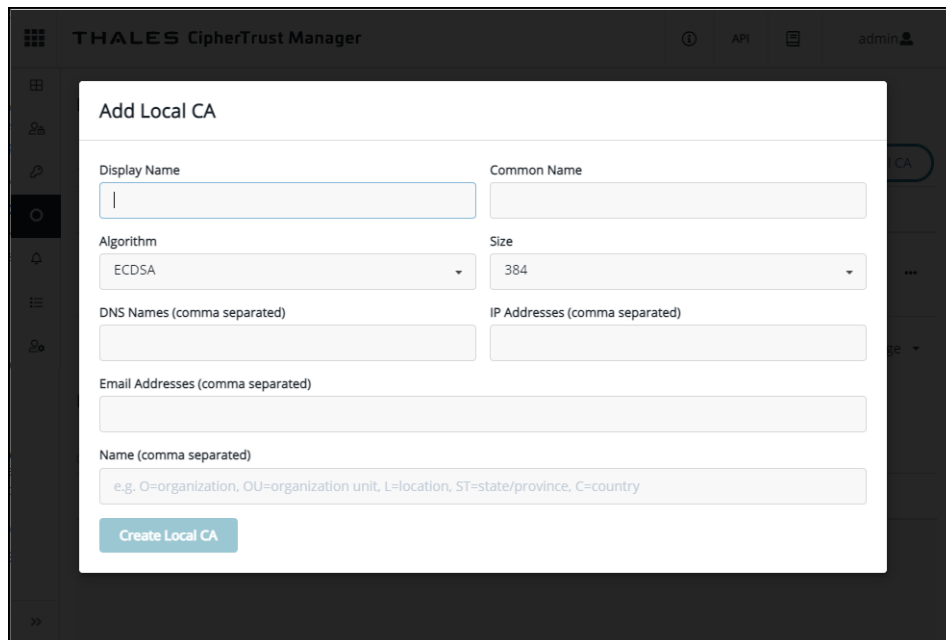 THALES CipherTrust Manager
API
admin
Add Local CA
CA
Display Name
Common Name
Algorithm
ECDSA
Size
384
DNS Names (comma separated)
IP Addresses (comma separated)
ge
Email Addresses (comma separated)
Name (comma separated)
e.g. O=organization, OU=organization unit, L=location, ST=state/province, C=country
Create Local CA